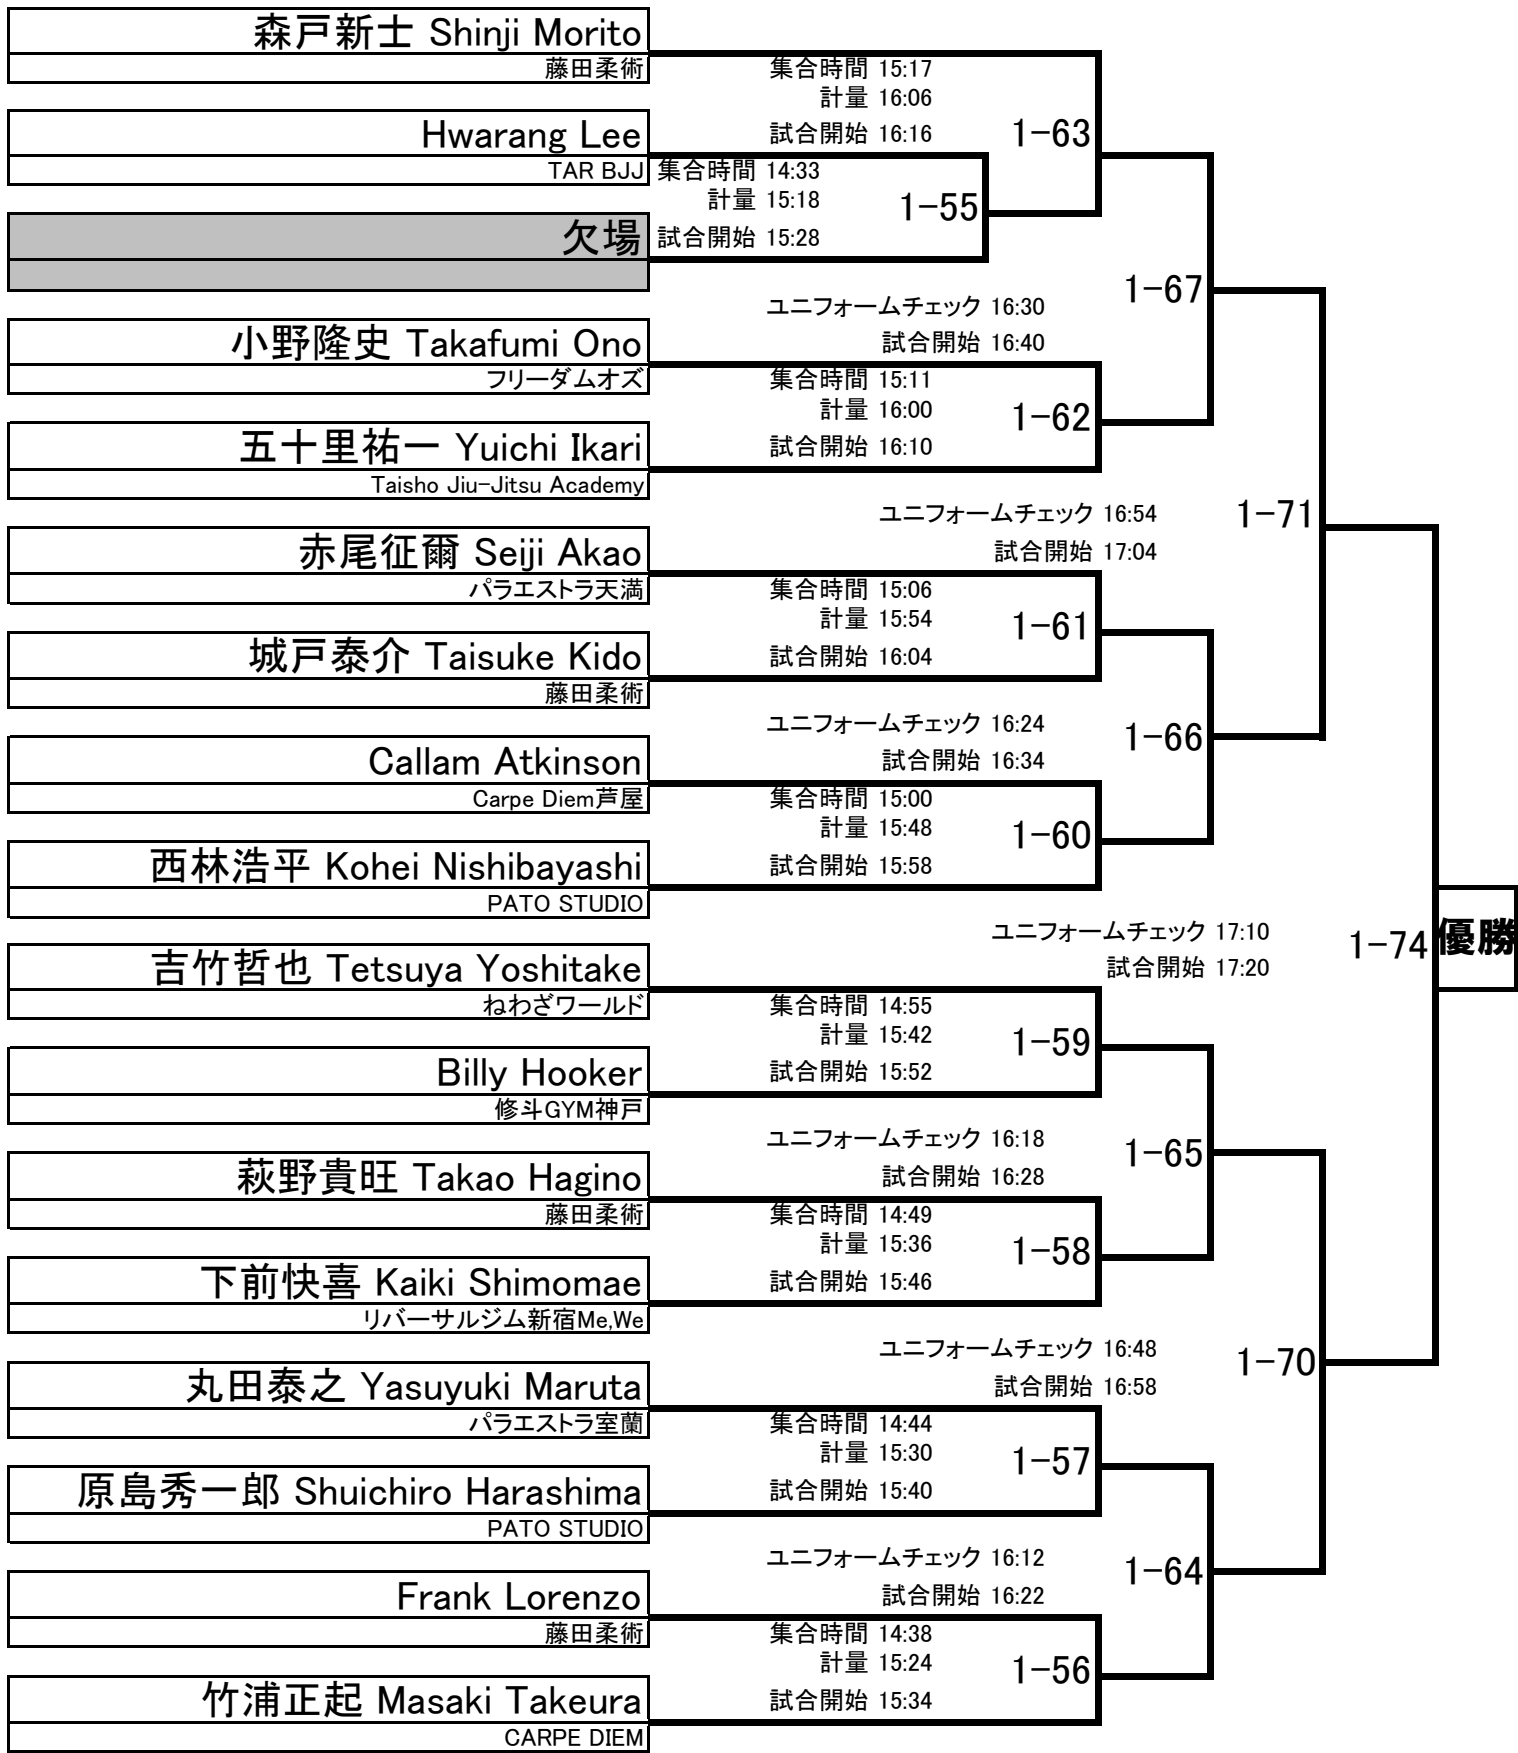 森戸新士 Shinji Morito
藤田柔術
集合時間 15:17
計量 16:06
試合開始 16:16
1-63
Hwarang Lee
TAR BJJ
集合時間 14:33
計量 15:18
試合開始 15:28
1-55
欠場
1-67
ユニフォームチェック 16:30
試合開始 16:40
小野隆史 Takafumi Ono
フリーダムオズ
集合時間 15:11
計量 16:00
試合開始 16:10
1-62
五十里祐一 Yuichi Ikari
Taisho Jiu-Jitsu Academy
ユニフォームチェック 16:54
試合開始 17:04
1-71
赤尾征爾 Seiji Akao
パラエストラ天満
集合時間 15:06
計量 15:54
試合開始 16:04
1-61
城戸泰介 Taisuke Kido
藤田柔術
ユニフォームチェック 16:24
試合開始 16:34
1-66
Callam Atkinson
Carpe Diem芦屋
集合時間 15:00
計量 15:48
試合開始 15:58
1-60
西林浩平 Kohei Nishibayashi
PATO STUDIO
ユニフォームチェック 17:10
試合開始 17:20
1-74
優勝
吉竹哲也 Tetsuya Yoshitake
ねわざワールド
集合時間 14:55
計量 15:42
試合開始 15:52
1-59
Billy Hooker
修斗GYM神戸
ユニフォームチェック 16:18
試合開始 16:28
1-65
萩野貴旺 Takao Hagino
藤田柔術
集合時間 14:49
計量 15:36
試合開始 15:46
1-58
下前快喜 Kaiki Shimomae
リバーサルジム新宿Me,We
ユニフォームチェック 16:48
試合開始 16:58
1-70
丸田泰之 Yasuyuki Maruta
パラエストラ室蘭
集合時間 14:44
計量 15:30
試合開始 15:40
1-57
原島秀一郎 Shuichiro Harashima
PATO STUDIO
ユニフォームチェック 16:12
試合開始 16:22
1-64
Frank Lorenzo
藤田柔術
集合時間 14:38
計量 15:24
試合開始 15:34
1-56
竹浦正起 Masaki Takeura
CARPE DIEM